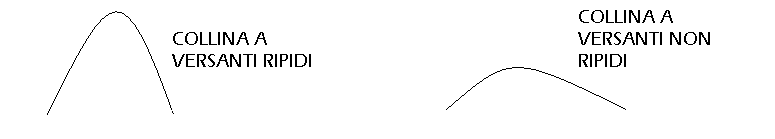 COLLINA A
VERSANTI RIPIDI
COLLINA A
VERSANTI NON
RIPIDI